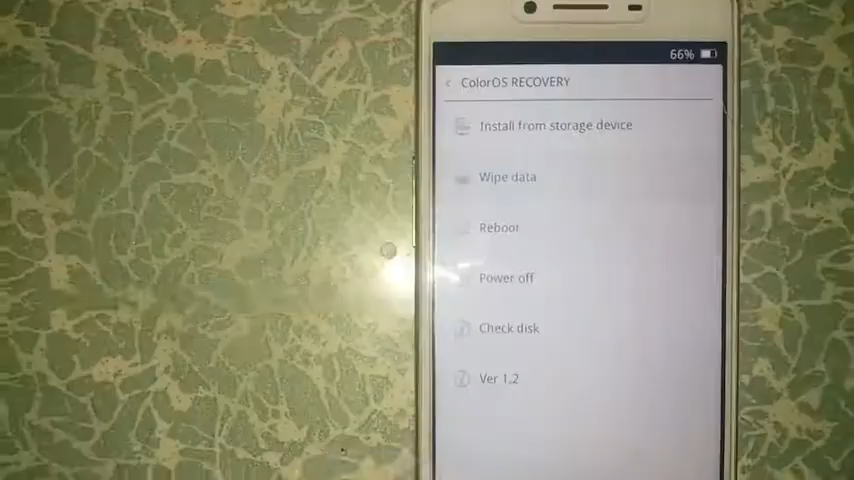 66%
ColorOS RECOVERY
Install from storage device
Wipe data
Reboot
Power off
Check disk
Ver 1.2